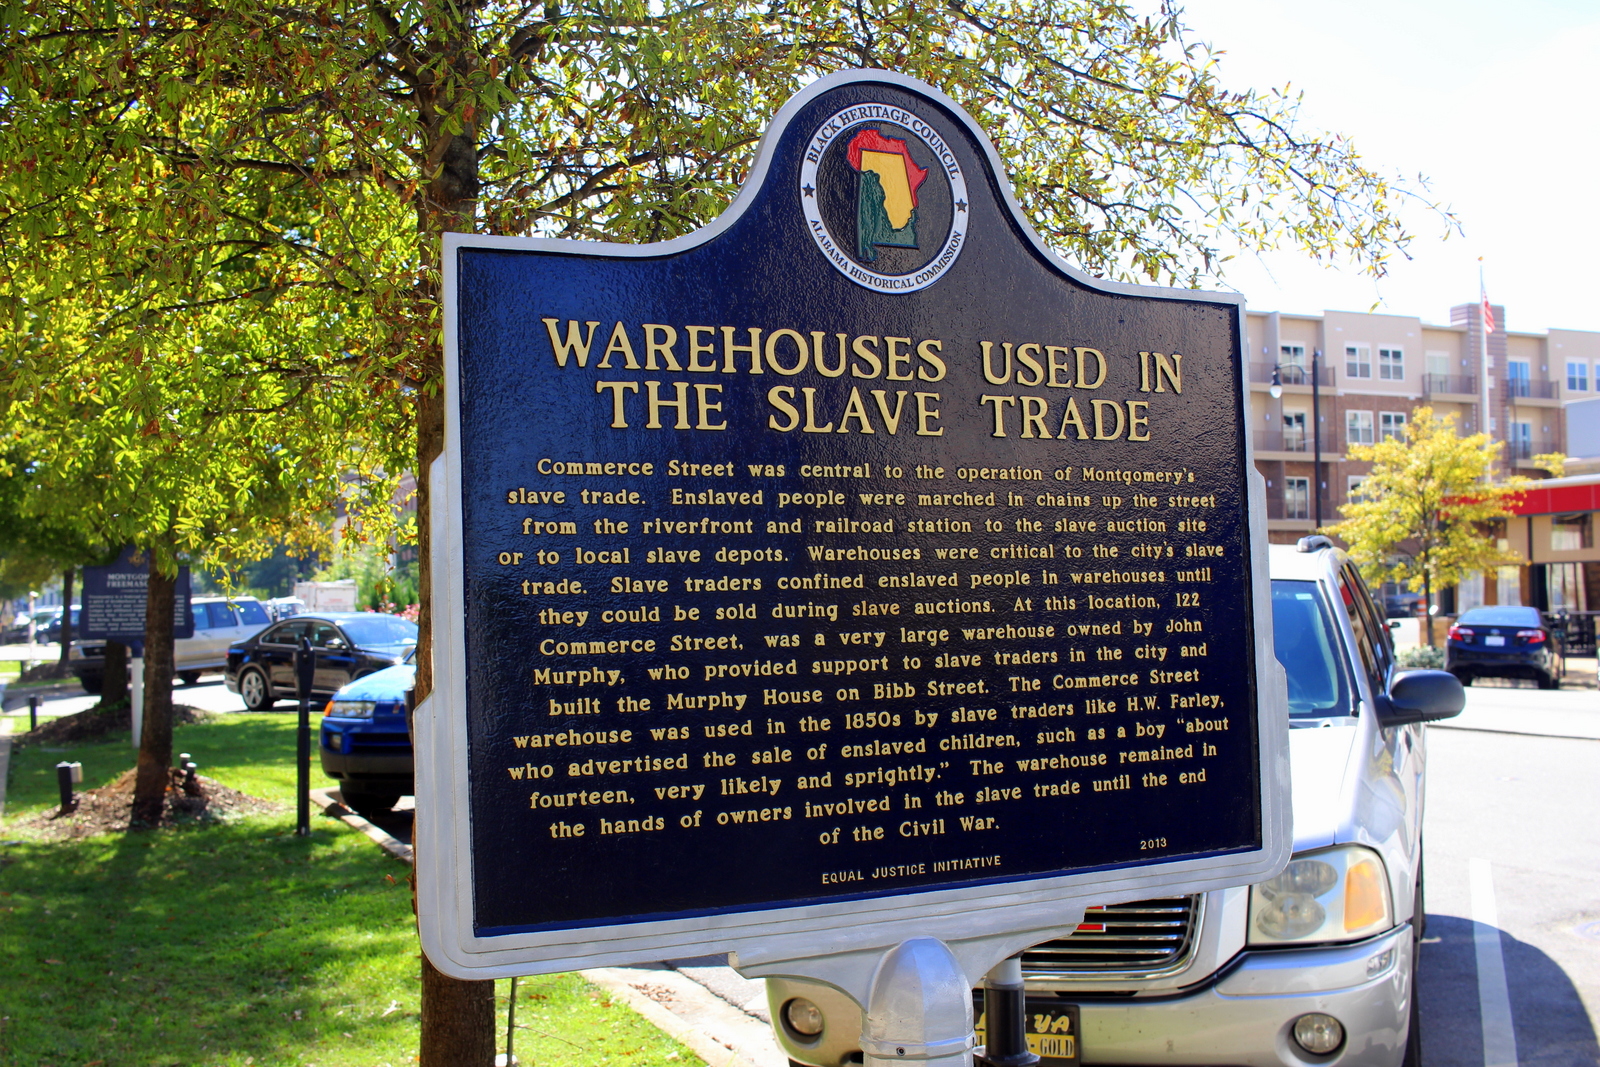 BLACK HERITAGE COUNCIL
ALABAMA HISTORICAL COMMISSION
WAREHOUSES USED IN
THE SLAVE TRADE
Commerce Street was central to the operation of Montgomery's
slave trade. Enslaved people were marched in chains up the street
from the riverfront and railroad station to the slave auction site
or to local slave depots. Warehouses were critical to the city's slave
trade. Slave traders confined enslaved people in warehouses until
they could be sold during slave auctions. At this location, 122
Commerce Street, was a very large warehouse owned by John
Murphy, who provided support to slave traders in the city and
built the Murphy House on Bibb Street. The Commerce Street
warehouse was used in the 1850s by slave traders like H.W. Farley,
who advertised the sale of enslaved children, such as a boy "about
fourteen, very likely and sprightly." The warehouse remained in
the hands of owners involved in the slave trade until the end
of the Civil War.
2013
EQUAL JUSTICE INITIATIVE
YA
GOLD